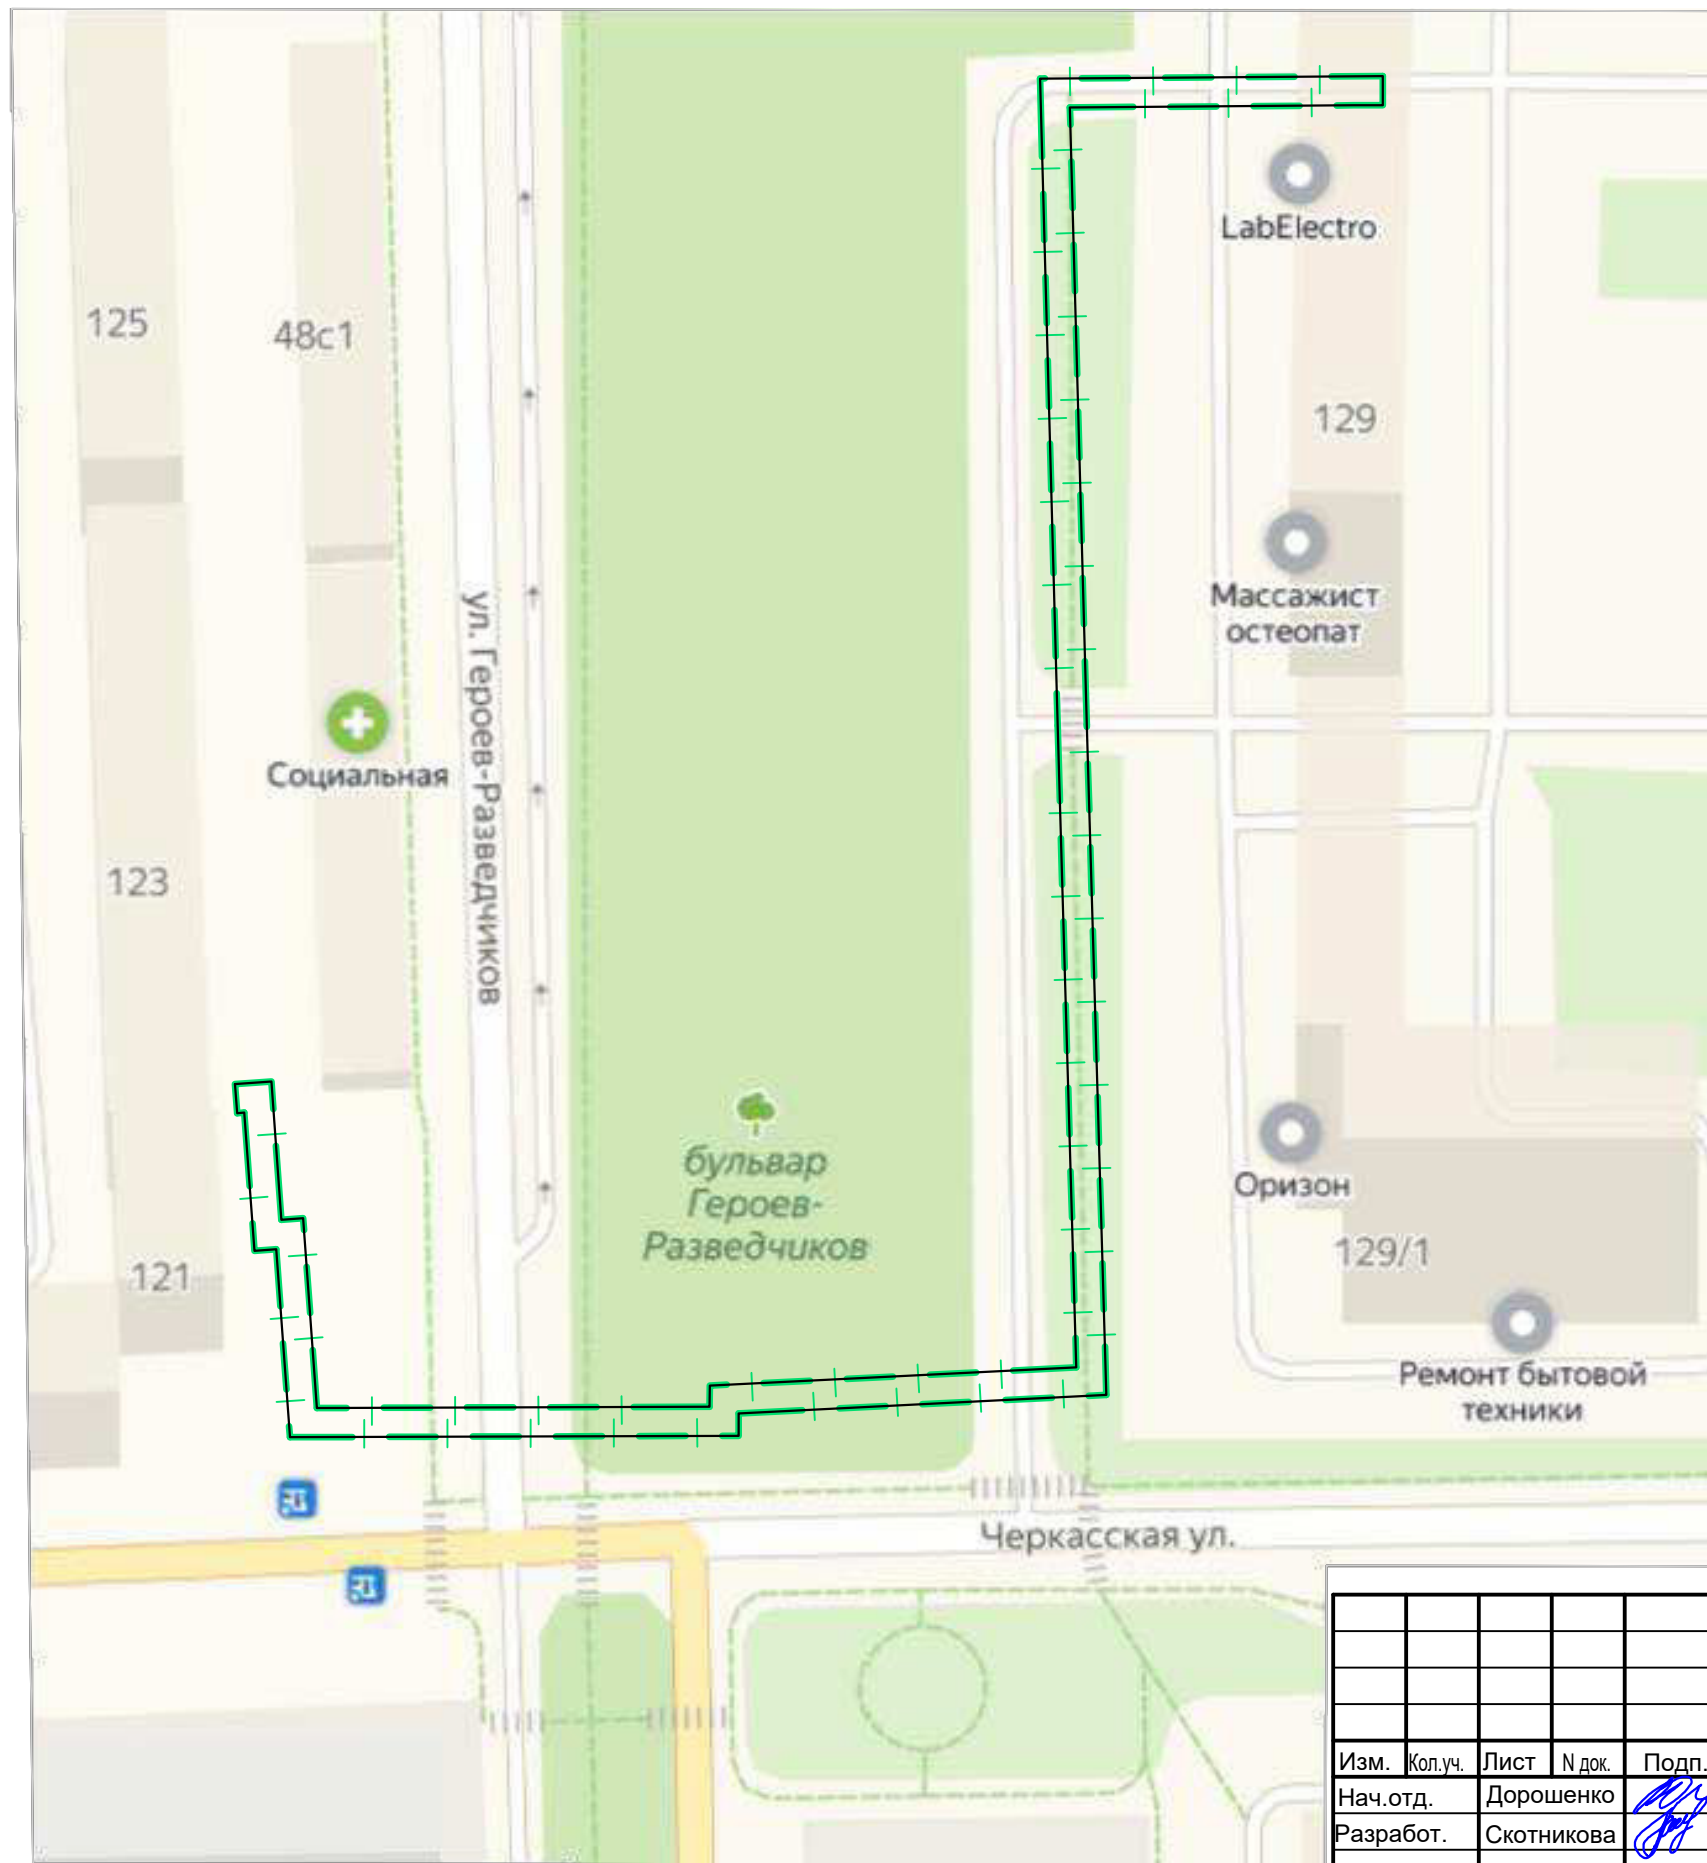 LabElectro
125
48с1
129
Массажист
остеопат
ул. Героев-Разведчиков
Социальная
123
бульвар
Героев-
Разведчиков
Оризон
129/1
121
Ремонт бытовой
техники
Черкасская ул.
Изм. Кол.уч. Лист N док. Подп.
Нач.отд. Дорошенко
Разработ. Скотникова